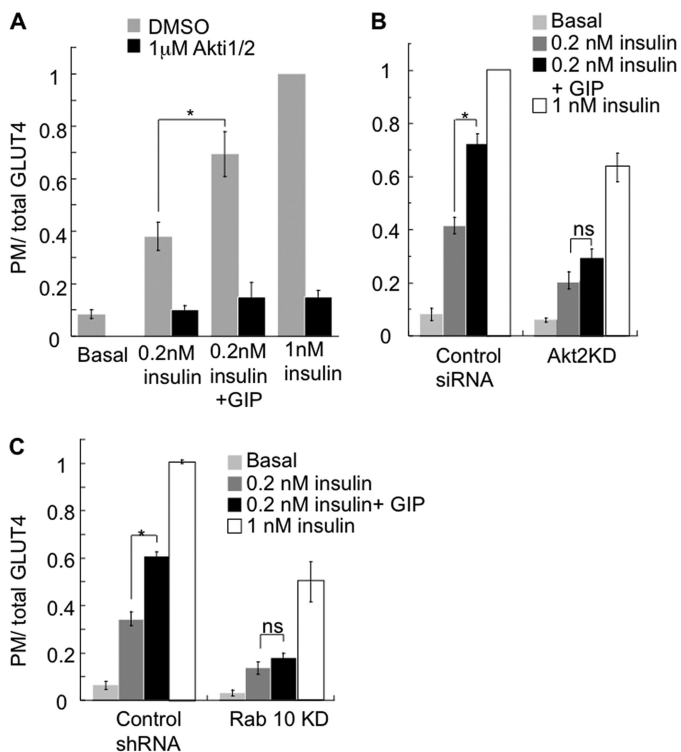 A
DMSO
1µM Akti1/2
PM/ total GLUT4
1
0.8
0.6
0.4
0.2
0
*
Basal
0.2nM
insulin
0.2nM
insulin
+GIP
1nM
insulin
B
Basal
0.2 nM insulin
0.2 nM insulin
+ GIP
1 nM insulin
1
0.8
0.6
0.4
0.2
0
*
ns
Control
siRNA
Akt2KD
C
Basal
0.2 nM insulin
0.2 nM insulin+ GIP
1 nM insulin
PM/ total GLUT4
1
0.8
0.6
0.4
0.2
0
*
ns
Control
shRNA
Rab 10 KD